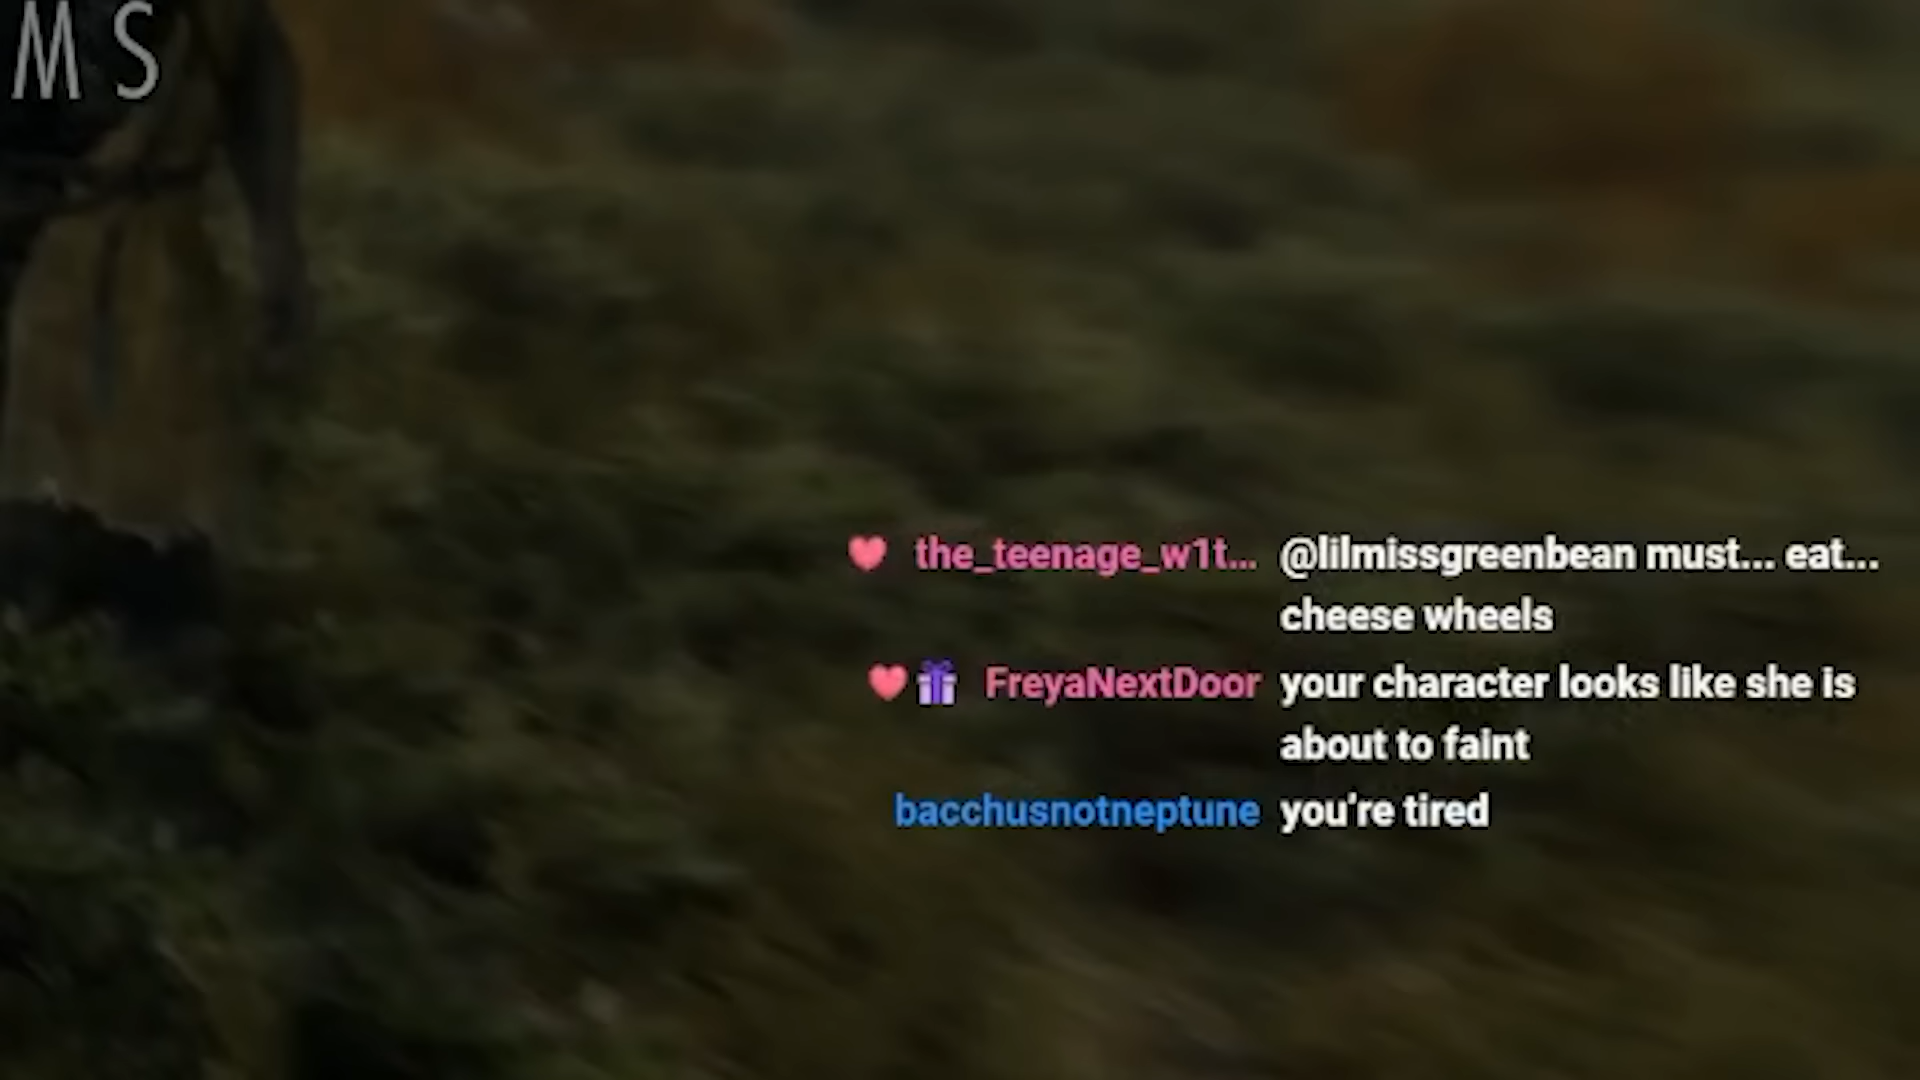 MS
the_teenage_w1t... @lilmissgreenbean must... eat...
cheese wheels
FreyaNextDoor your character looks like she is
about to faint
bacchusnotneptune you’re tired